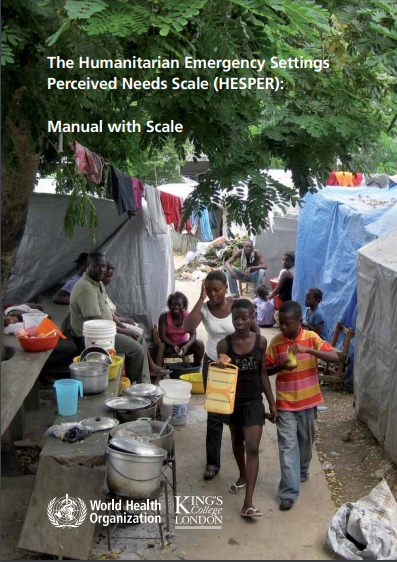 The Humanitarian Emergency Settings
Perceived Needs Scale (HESPER):
Manual with Scale
World Health
Organization
KING'S
College
LONDON